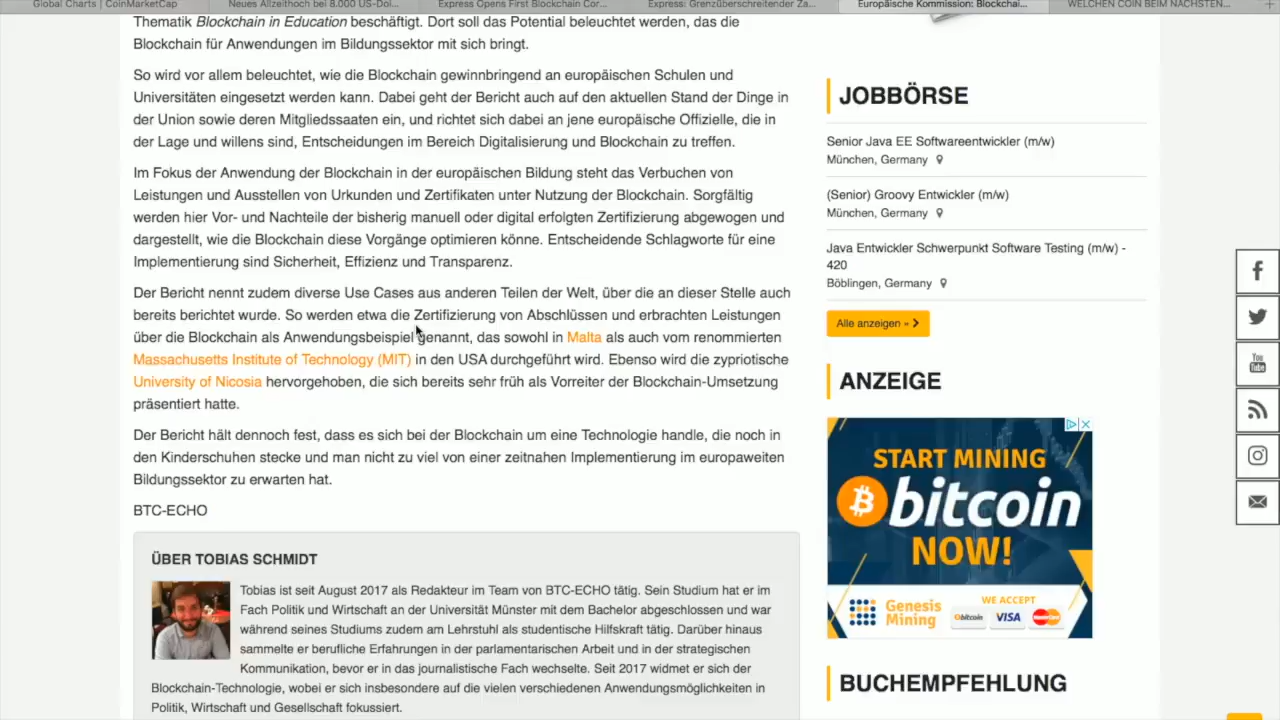 Global Charts | CoinMarketCap
Neues Allzeithoch bei 8.000 US-Dol...
Express Opens First Blockchain Cor...
Express: Grenzüberschreitender Za...
Europäische Kommission: Blockchai...
WELCHEN COIN BEIM NÄCHSTEN...
Thematik Blockchain in Education beschäftigt. Dort soll das Potential beleuchtet werden, das die
Blockchain für Anwendungen im Bildungssektor mit sich bringt.
So wird vor allem beleuchtet, wie die Blockchain gewinnbringend an europäischen Schulen und
Universitäten eingesetzt werden kann. Dabei geht der Bericht auch auf den aktuellen Stand der Dinge in
der Union sowie deren Mitgliedssaaten ein, und richtet sich dabei an jene europäische Offizielle, die in
der Lage und willens sind, Entscheidungen im Bereich Digitalisierung und Blockchain zu treffen.
Im Fokus der Anwendung der Blockchain in der europäischen Bildung steht das Verbuchen von
Leistungen und Ausstellen von Urkunden und Zertifikaten unter Nutzung der Blockchain. Sorgfältig
werden hier Vor- und Nachteile der bisherig manuell oder digital erfolgten Zertifizierung abgewogen und
dargestellt, wie die Blockchain diese Vorgänge optimieren könne. Entscheidende Schlagworte für eine
Implementierung sind Sicherheit, Effizienz und Transparenz.
Der Bericht nennt zudem diverse Use Cases aus anderen Teilen der Welt, über die an dieser Stelle auch
bereits berichtet wurde. So werden etwa die Zertifizierung von Abschlüssen und erbrachten Leistungen
über die Blockchain als Anwendungsbeispiel genannt, das sowohl in Malta als auch vom renommierten
Massachusetts Institute of Technology (MIT) in den USA durchgeführt wird. Ebenso wird die zypriotische
University of Nicosia hervorgehoben, die sich bereits sehr früh als Vorreiter der Blockchain-Umsetzung
präsentiert hatte.
Der Bericht hält dennoch fest, dass es sich bei der Blockchain um eine Technologie handle, die noch in
den Kinderschuhen stecke und man nicht zu viel von einer zeitnahen Implementierung im europaweiten
Bildungssektor zu erwarten hat.
BTC-ECHO
ÜBER TOBIAS SCHMIDT
Tobias ist seit August 2017 als Redakteur im Team von BTC-ECHO tätig. Sein Studium hat er im
Fach Politik und Wirtschaft an der Universität Münster mit dem Bachelor abgeschlossen und war
während seines Studiums zudem am Lehrstuhl als studentische Hilfskraft tätig. Darüber hinaus
sammelte er berufliche Erfahrungen in der parlamentarischen Arbeit und in der strategischen
Kommunikation, bevor er in das journalistische Fach wechselte. Seit 2017 widmet er sich der
Blockchain-Technologie, wobei er sich insbesondere auf die vielen verschiedenen Anwendungsmöglichkeiten in
Politik, Wirtschaft und Gesellschaft fokussiert.
JOBBÖRSE
Senior Java EE Softwareentwickler (m/w)
München, Germany
(Senior) Groovy Entwickler (m/w)
München, Germany
Java Entwickler Schwerpunkt Software Testing (m/w) -
420
Böblingen, Germany
Alle anzeigen »
ANZEIGE
START MINING
bitcoin
NOW!
Genesis
Mining
WE ACCEPT
bitcoin
VISA
MasterCard
BUCHEMPFEHLUNG
You
Tube